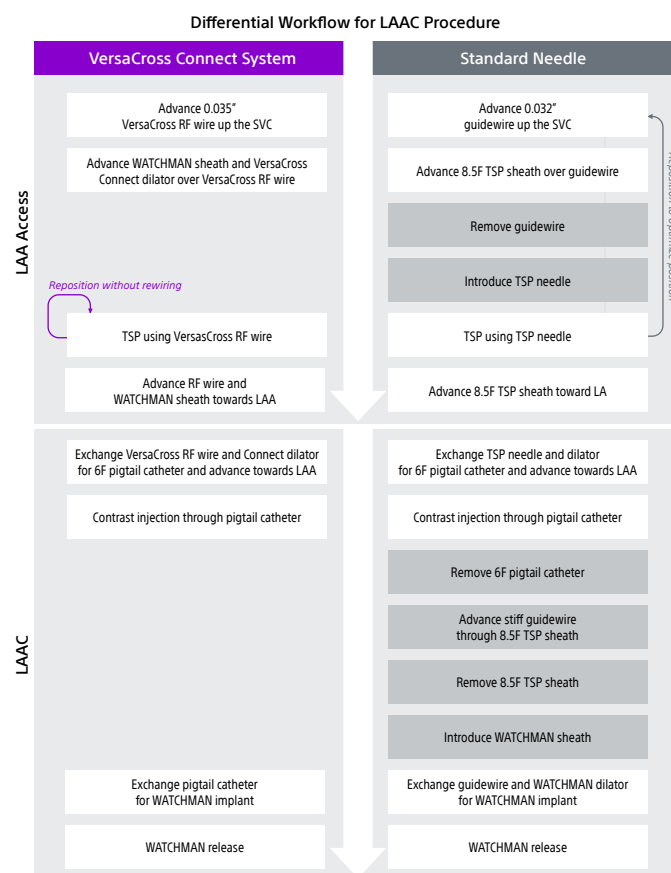 Differential Workflow for LAAC Procedure
VersaCross Connect System
Standard Needle
LAA Access
Advance 0.035"
VersaCross RF wire up the SVC
Advance 0.032"
guidewire up the SVC
Advance WATCHMAN sheath and VersaCross
Connect dilator over VersaCross RF wire
Advance 8.5F TSP sheath over guidewire
Remove guidewire
Introduce TSP needle
Reposition without rewiring
TSP using VersasCross RF wire
TSP using TSP needle
Advance RF wire and
WATCHMAN sheath towards LAA
Advance 8.5F TSP sheath toward LA
LAAC
Exchange VersaCross RF wire and Connect dilator
for 6F pigtail catheter and advance towards LAA
Exchange TSP needle and dilator
for 6F pigtail catheter and advance towards LAA
Contrast injection through pigtail catheter
Contrast injection through pigtail catheter
Remove 6F pigtail catheter
Advance stiff guidewire
through 8.5F TSP sheath
Remove 8.5F TSP sheath
Introduce WATCHMAN sheath
Exchange pigtail catheter
for WATCHMAN implant
Exchange guidewire and WATCHMAN dilator
for WATCHMAN implant
WATCHMAN release
WATCHMAN release